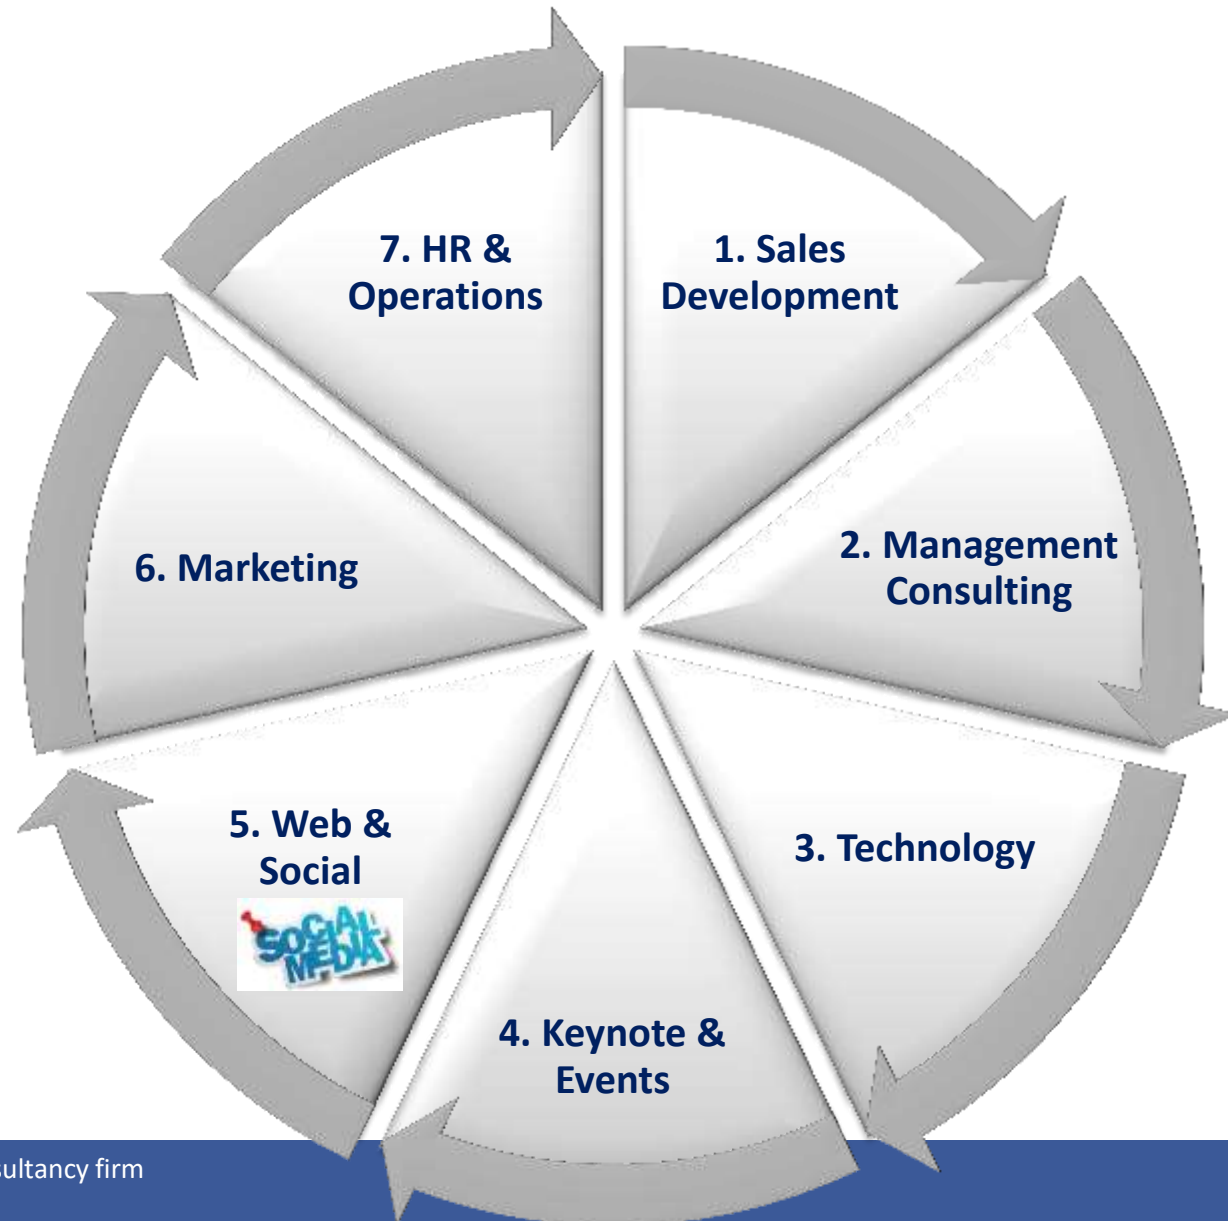 1. Sales
Development
2. Management
Consulting
3. Technology
4. Keynote &
Events
5. Web &
Social
SOCIAL
MEDIA
6. Marketing
7. HR &
Operations
sultancy firm